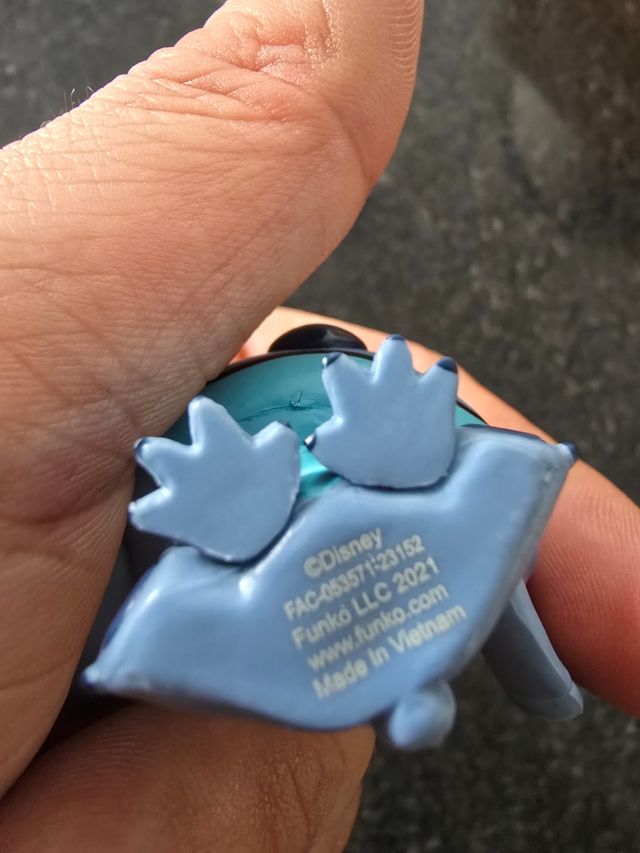 ©Disney
FAC-053571-23152
Funko LLC 2021
www.funko.com
Made In Vietnam